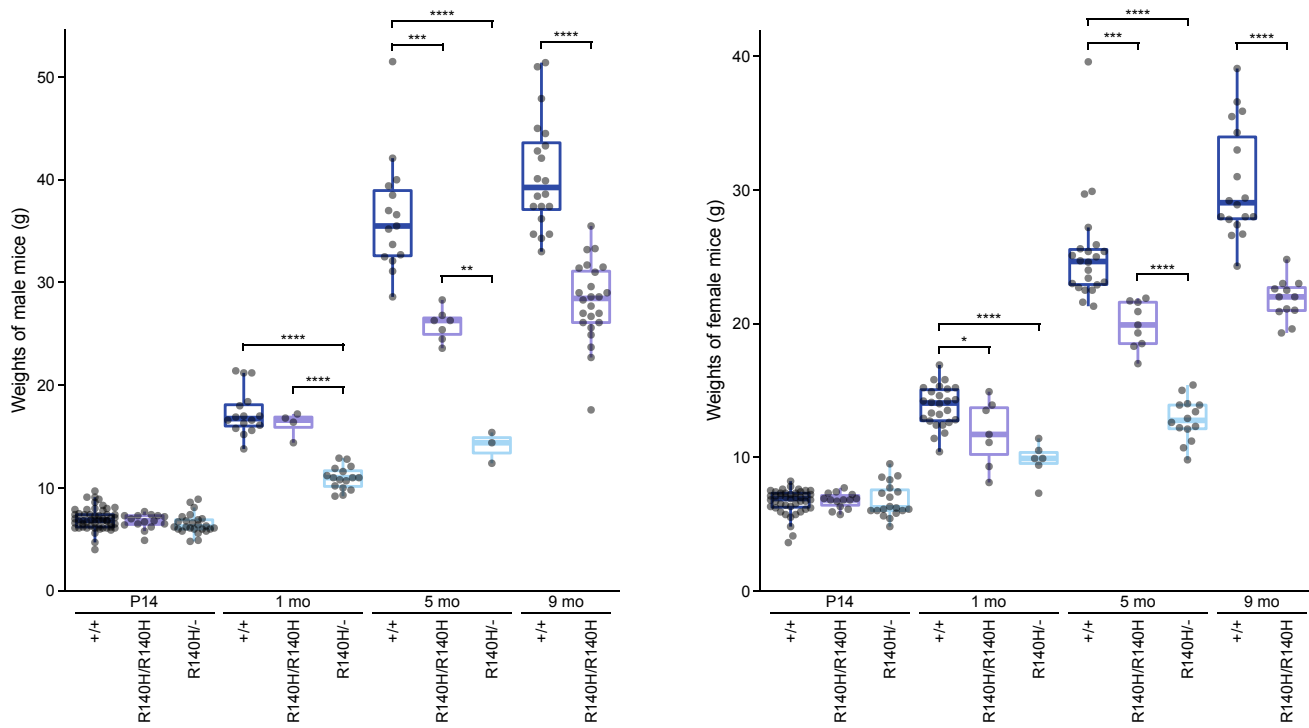 Weights of male mice (g)
50
40
30
20
10
0
****
****
****
***
**
****
P14
1 mo
5 mo
9 mo
+/+
R140H/R140H
R140H/-
+/+
R140H/R140H
R140H/-
+/+
R140H/R140H
R140H/-
+/+
R140H/R140H
Weights of female mice (g)
40
30
20
10
0
****
*
****
***
****
****
P14
1 mo
5 mo
9 mo
+/+
R140H/R140H
R140H/-
+/+
R140H/R140H
R140H/-
+/+
R140H/R140H
R140H/-
+/+
R140H/R140H